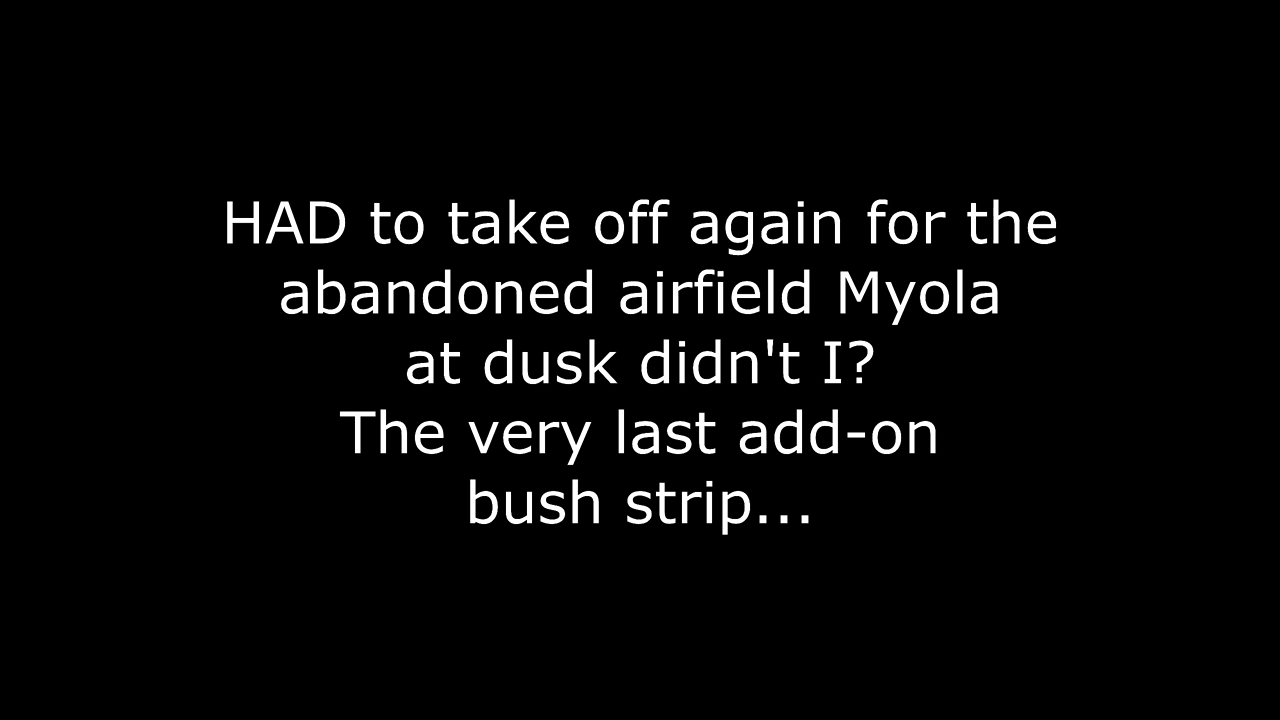 HAD to take off again for the
abandoned airfield Myola
at dusk didn't I?
The very last add-on
bush strip...